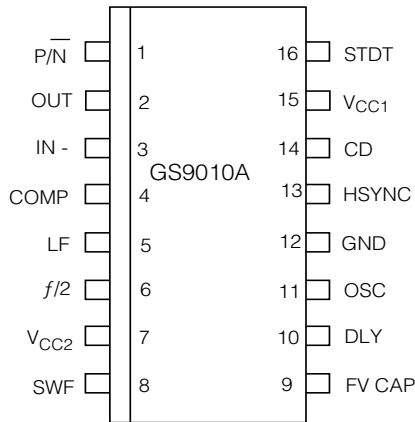 P/N̅ 1 16 STDT
OUT 2 15 VCC1
IN - 3 14 CD
GS9010A
COMP 4 13 HSYNC
LF 5 12 GND
ƒ/2 6 11 OSC
VCC2 7 10 DLY
SWF 8 9 FV CAP